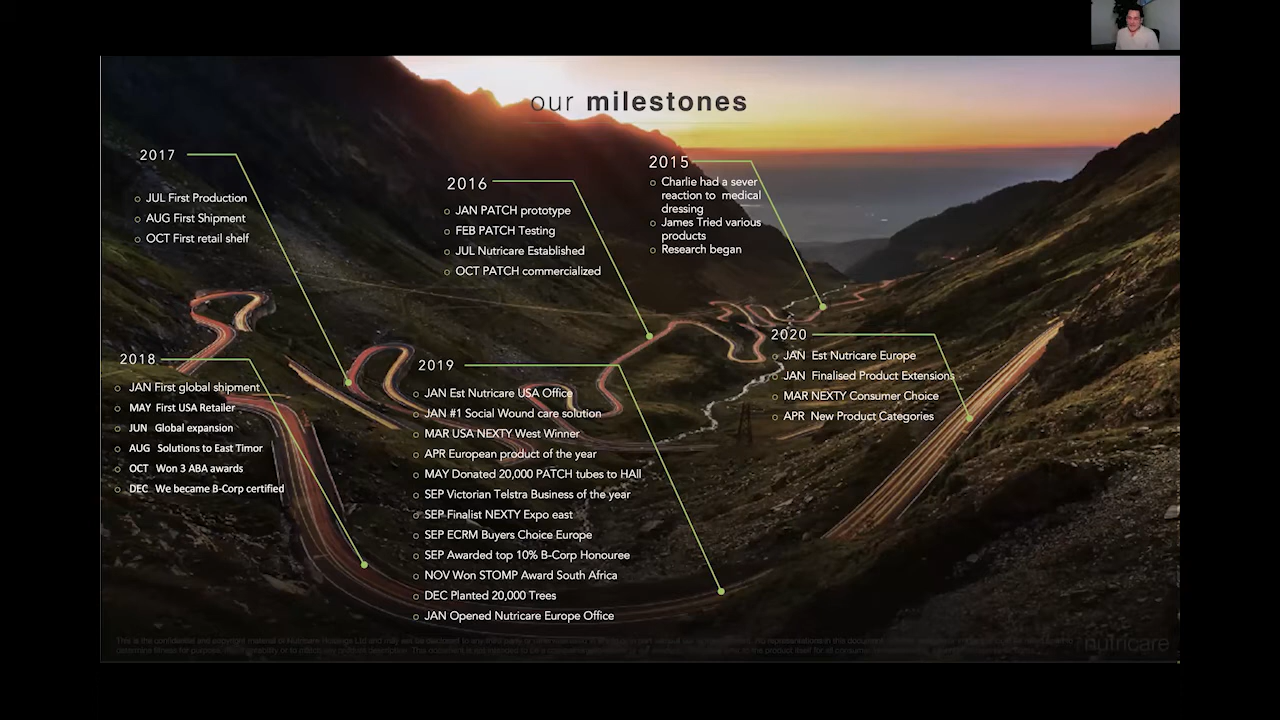 our milestones
2017
JUL First Production
AUG First Shipment
OCT First retail shelf
2016
JAN PATCH prototype
FEB PATCH Testing
JUL Nutricare Established
OCT PATCH commercialized
2015
Charlie had a sever
reaction to medical
dressing
James Tried various
products
Research began
2018
JAN First global shipment
MAY First USA Retailer
JUN Global expansion
AUG Solutions to East Timor
OCT Won 3 ABA awards
DEC We became B-Corp certified
2019
JAN Est Nutricare USA Office
JAN #1 Social Wound care solution
MAR USA NEXTY West Winner
APR European product of the year
MAY Donated 20,000 PATCH tubes to HAII
SEP Victorian Telstra Business of the year
SEP Finalist NEXTY Expo east
SEP ECRM Buyers Choice Europe
SEP Awarded top 10% B-Corp Honouree
NOV Won STOMP Award South Africa
DEC Planted 20,000 Trees
JAN Opened Nutricare Europe Office
2020
JAN Est Nutricare Europe
JAN Finalised Product Extensions
MAR NEXTY Consumer Choice
APR New Product Categories
nutricare